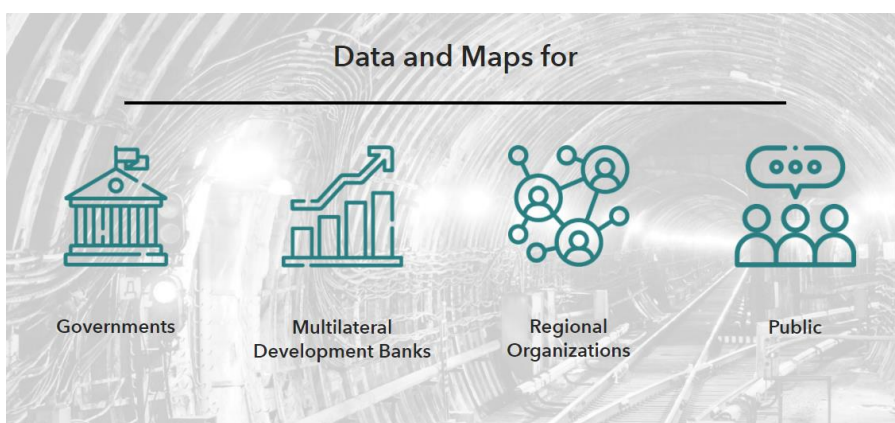 Data and Maps for
Governments
Multilateral
Development Banks
Regional
Organizations
Public